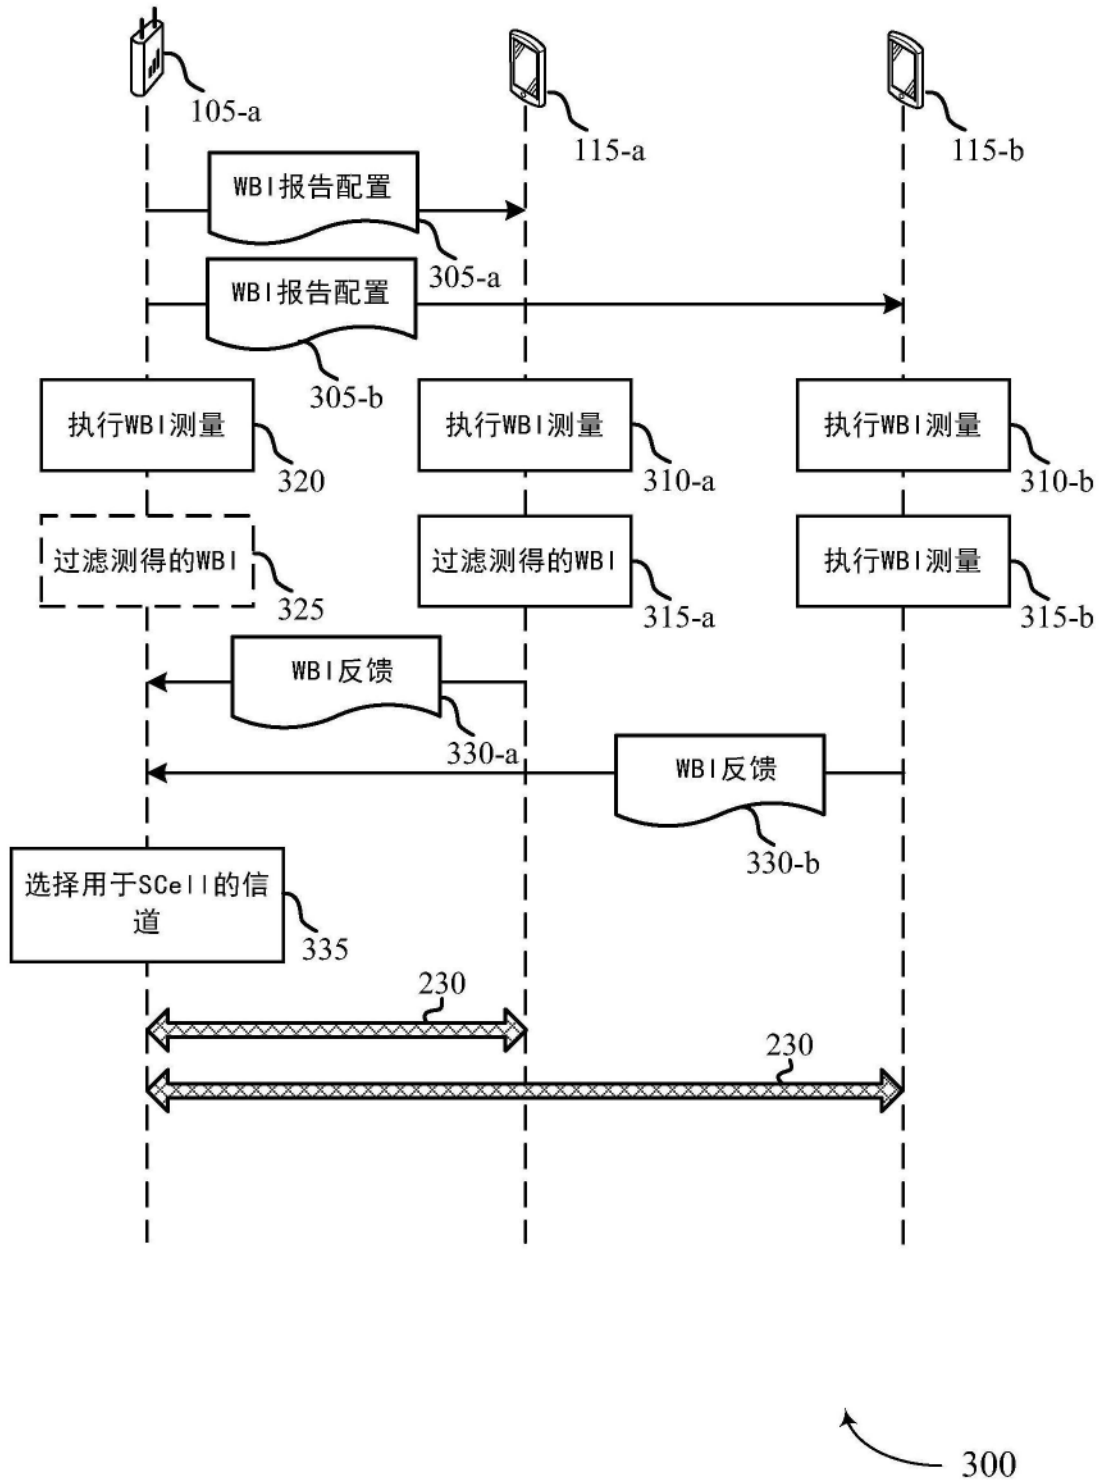 105-a
115-a
115-b
WBI报告配置
305-a
WBI报告配置
305-b
执行WBI测量
320
执行WBI测量
310-a
执行WBI测量
310-b
过滤测得的WBI
325
过滤测得的WBI
315-a
执行WBI测量
315-b
WBI反馈
330-a
WBI反馈
330-b
选择用于SCell的信
道
335
230
230
300